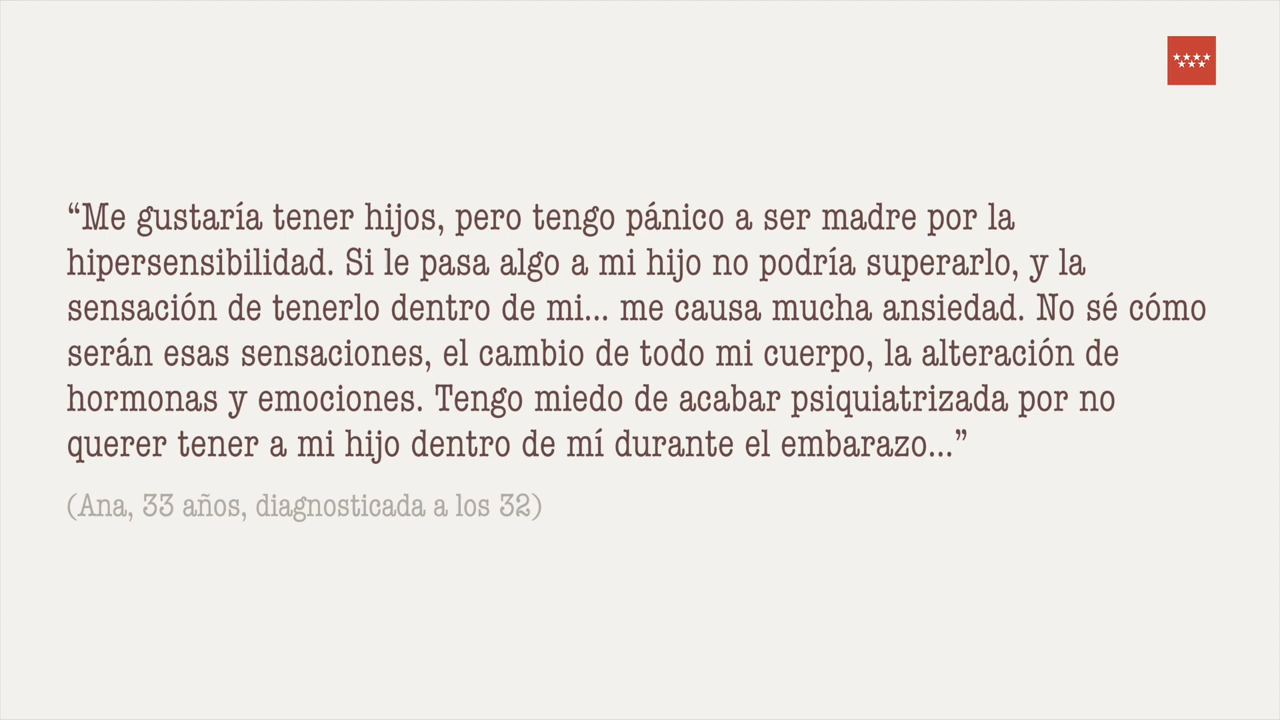 “Me gustaría tener hijos, pero tengo pánico a ser madre por la
hipersensibilidad. Si le pasa algo a mi hijo no podría superarlo, y la
sensación de tenerlo dentro de mi... me causa mucha ansiedad. No sé cómo
serán esas sensaciones, el cambio de todo mi cuerpo, la alteración de
hormonas y emociones. Tengo miedo de acabar psiquiatrizada por no
querer tener a mi hijo dentro de mí durante el embarazo...”
(Ana, 33 años, diagnosticada a los 32)